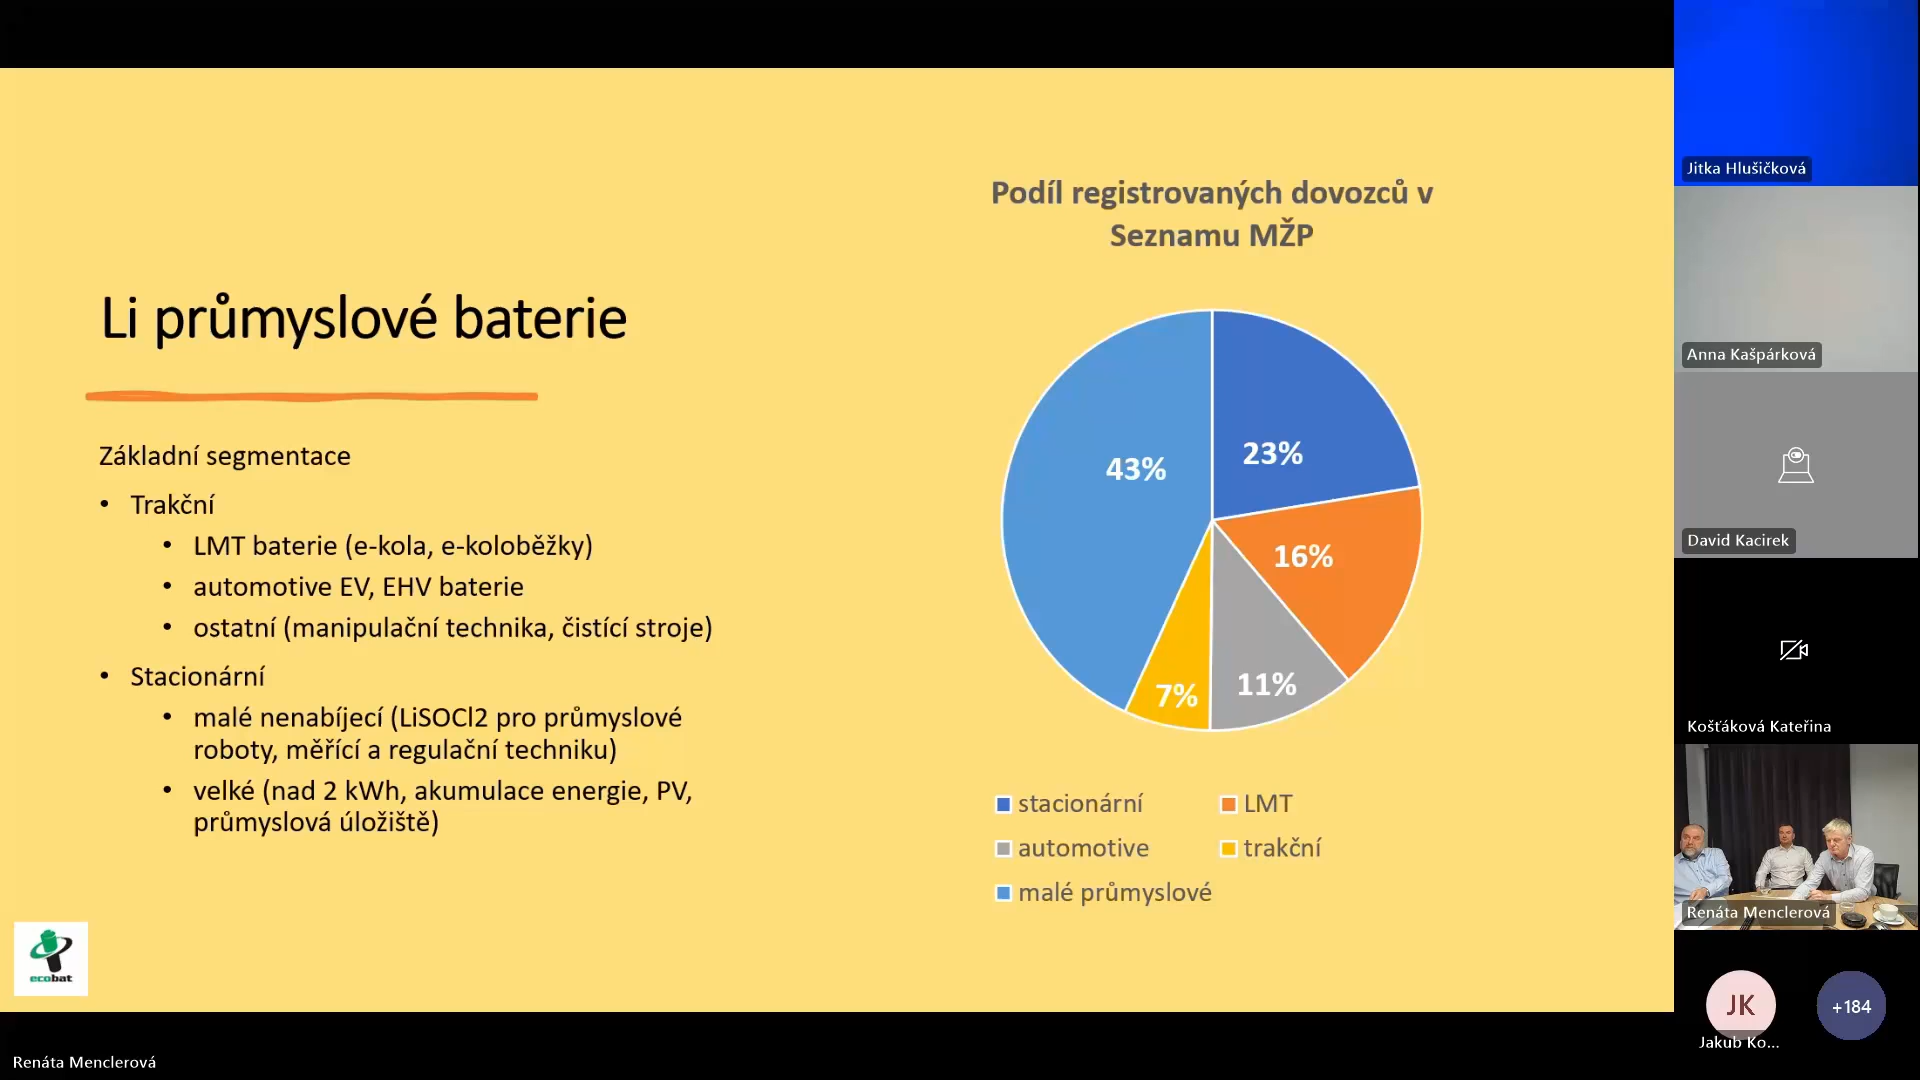 Li průmyslové baterie
Základní segmentace
• Trakční
• LMT baterie (e-kola, e-koloběžky)
• automotive EV, EHV baterie
• ostatní (manipulační technika, čistící stroje)
• Stacionární
• malé nenabíjecí (LiSOCl2 pro průmyslové
roboty, měřící a regulační techniku)
• velké (nad 2 kWh, akumulace energie, PV,
průmyslová úložiště)
ecobat
Podíl registrovaných dovozců v
Seznamu MŽP
43%
23%
16%
11%
7%
stacionární
LMT
automotive
trakční
malé průmyslové
Jitka Hlušičková
Anna Kašpárková
David Kacirek
Košťáková Kateřina
Renáta Menclerová
JK
Jakub Ko...
+184
Renáta Menclerová